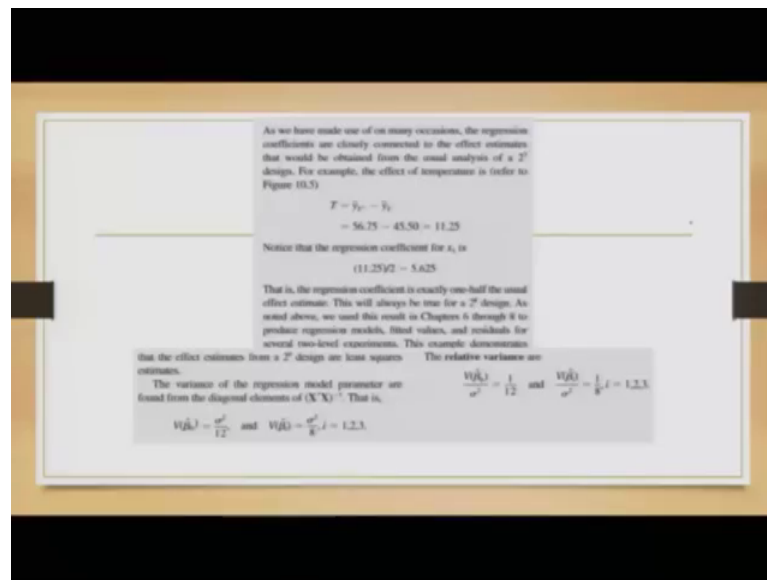 As we have made use of on many occasions, the regression
coefficients are closely connected to the effect estimates
that would be obtained from the usual analysis of a 2ᵏ
design. For example, the effect of temperature is (refer to
Figure 10.5)
T = ȳ_T⁺ − ȳ_T⁻
= 56.75 − 45.50 = 11.25
Notice that the regression coefficient for x₁ is
(11.25)/2 = 5.625
That is, the regression coefficient is exactly one-half the usual
effect estimate. This will always be true for a 2ᵏ design. As
noted above, we used this result in Chapters 6 through 8 to
produce regression models, fitted values, and residuals for
several two-level experiments. This example demonstrates
that the effect estimates from a 2ᵏ design are least squares
estimates.
The variance of the regression model parameter are
found from the diagonal elements of (X'X)⁻¹. That is,
V(β̂₀) = σ²/12, and V(β̂ᵢ) = σ²/8, i = 1,2,3.
The relative variance are
V(β̂₀)/σ² = 1/12 and V(β̂ᵢ)/σ² = 1/8, i = 1,2,3.